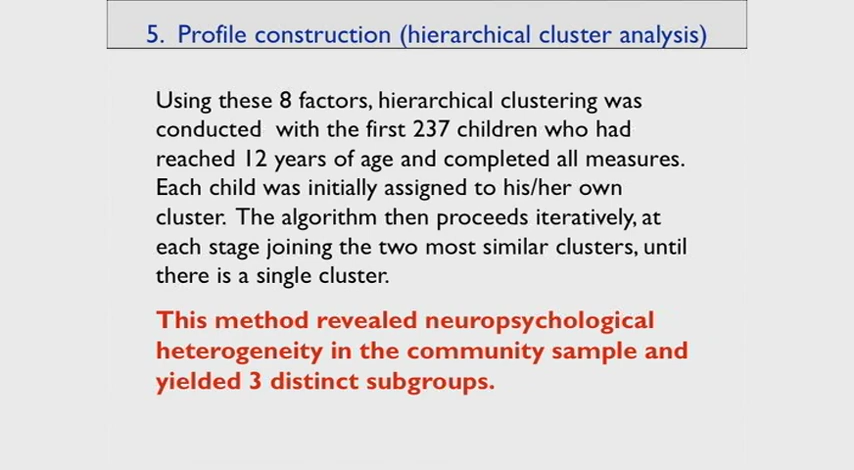 5. Profile construction (hierarchical cluster analysis)
Using these 8 factors, hierarchical clustering was
conducted with the first 237 children who had
reached 12 years of age and completed all measures.
Each child was initially assigned to his/her own
cluster. The algorithm then proceeds iteratively, at
each stage joining the two most similar clusters, until
there is a single cluster.
This method revealed neuropsychological
heterogeneity in the community sample and
yielded 3 distinct subgroups.